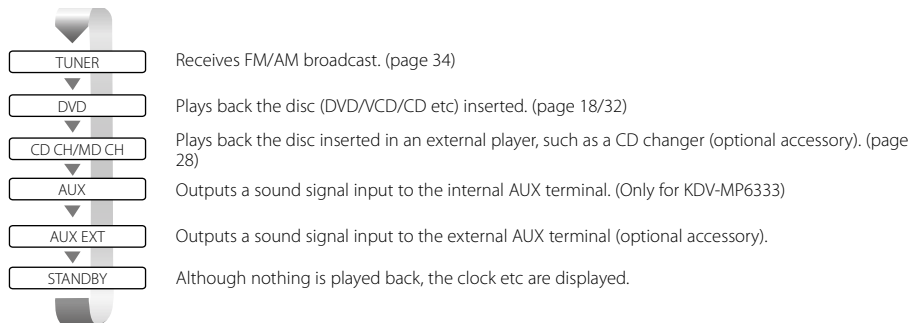 TUNER
Receives FM/AM broadcast. (page 34)
DVD
Plays back the disc (DVD/VCD/CD etc) inserted. (page 18/32)
CD CH/MD CH
Plays back the disc inserted in an external player, such as a CD changer (optional accessory). (page
28)
AUX
Outputs a sound signal input to the internal AUX terminal. (Only for KDV-MP6333)
AUX EXT
Outputs a sound signal input to the external AUX terminal (optional accessory).
STANDBY
Although nothing is played back, the clock etc are displayed.